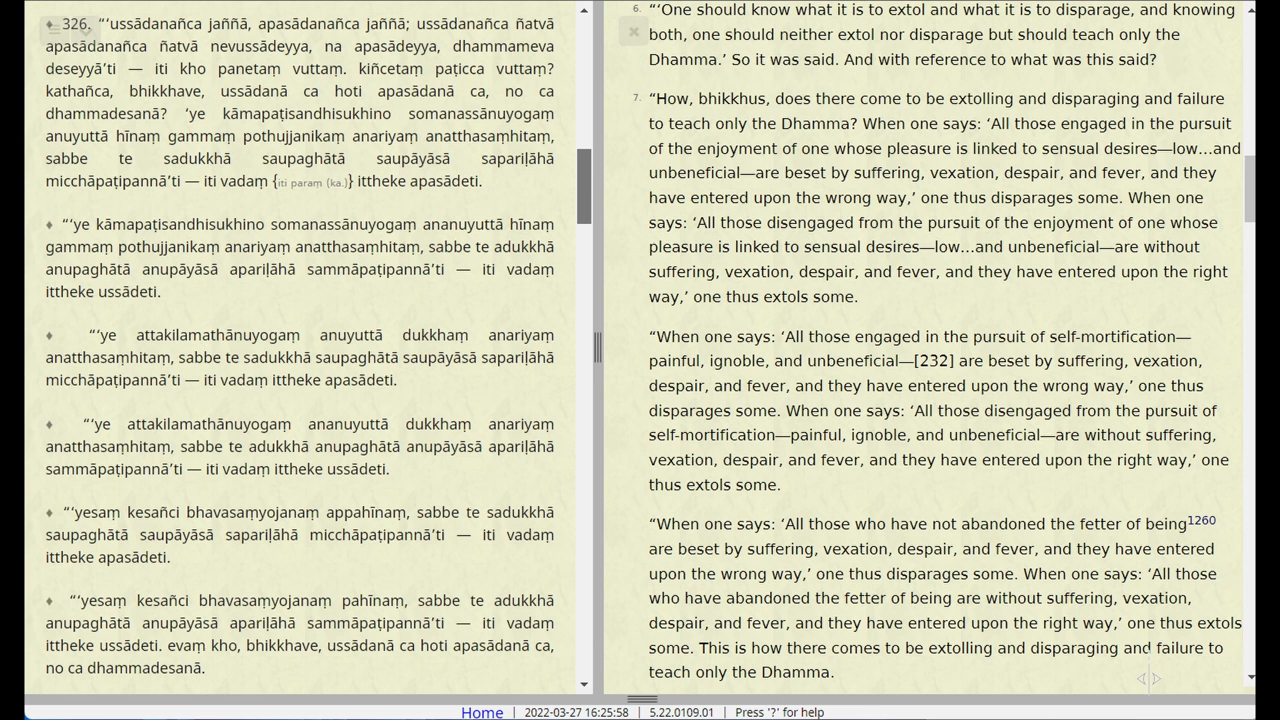 ♦ 326. “‘ussādanañca jaññā, apasādanañca jaññā; ussādanañca ñatvā
apasādanañca ñatvā nevussādeyya, na apasādeyya, dhammameva
deseyyā’ti — iti kho panetaṃ vuttaṃ. kiñcetaṃ paṭicca vuttaṃ?
kathañca, bhikkhave, ussādanā ca hoti apasādanā ca, no ca
dhammadesanā? ‘ye kāmapaṭisandhisukhino somanassānuyogaṃ
anuyuttā hīnaṃ gammaṃ pothujjanikaṃ anariyaṃ anatthasaṃhitaṃ,
sabbe te sadukkhā saupaghātā saupāyāsā sapariḷāhā
micchāpaṭipannā’ti — iti vadaṃ {iti paraṃ (ka.)} ittheke apasādeti.
♦ “‘ye kāmapaṭisandhisukhino somanassānuyogaṃ ananuyuttā hīnaṃ
gammaṃ pothujjanikaṃ anariyaṃ anatthasaṃhitaṃ, sabbe te adukkhā
anupaghātā anupāyāsā apariḷāhā sammāpaṭipannā’ti — iti vadaṃ
ittheke ussādeti.
♦ “‘ye attakilamathānuyogaṃ anuyuttā dukkhaṃ anariyaṃ
anatthasaṃhitaṃ, sabbe te sadukkhā saupaghātā saupāyāsā sapariḷāhā
micchāpaṭipannā’ti — iti vadaṃ ittheke apasādeti.
♦ “‘ye attakilamathānuyogaṃ ananuyuttā dukkhaṃ anariyaṃ
anatthasaṃhitaṃ, sabbe te adukkhā anupaghātā anupāyāsā apariḷāhā
sammāpaṭipannā’ti — iti vadaṃ ittheke ussādeti.
♦ “‘yesaṃ kesañci bhavasaṃyojanaṃ appahīnaṃ, sabbe te sadukkhā
saupaghātā saupāyāsā sapariḷāhā micchāpaṭipannā’ti — iti vadaṃ
ittheke apasādeti.
♦ “‘yesaṃ kesañci bhavasaṃyojanaṃ pahīnaṃ, sabbe te adukkhā
anupaghātā anupāyāsā apariḷāhā sammāpaṭipannā’ti — iti vadaṃ
ittheke ussādeti. evaṃ kho, bhikkhave, ussādanā ca hoti apasādanā ca,
no ca dhammadesanā.
6. “‘One should know what it is to extol and what it is to disparage, and knowing
both, one should neither extol nor disparage but should teach only the
Dhamma.’ So it was said. And with reference to what was this said?
7. “How, bhikkhus, does there come to be extolling and disparaging and failure
to teach only the Dhamma? When one says: ‘All those engaged in the pursuit
of the enjoyment of one whose pleasure is linked to sensual desires—low…and
unbeneficial—are beset by suffering, vexation, despair, and fever, and they
have entered upon the wrong way,’ one thus disparages some. When one
says: ‘All those disengaged from the pursuit of the enjoyment of one whose
pleasure is linked to sensual desires—low…and unbeneficial—are without
suffering, vexation, despair, and fever, and they have entered upon the right
way,’ one thus extols some.
“When one says: ‘All those engaged in the pursuit of self-mortification—
painful, ignoble, and unbeneficial—[232] are beset by suffering, vexation,
despair, and fever, and they have entered upon the wrong way,’ one thus
disparages some. When one says: ‘All those disengaged from the pursuit of
self-mortification—painful, ignoble, and unbeneficial—are without suffering,
vexation, despair, and fever, and they have entered upon the right way,’ one
thus extols some.
“When one says: ‘All those who have not abandoned the fetter of being1260
are beset by suffering, vexation, despair, and fever, and they have entered
upon the wrong way,’ one thus disparages some. When one says: ‘All those
who have abandoned the fetter of being are without suffering, vexation,
despair, and fever, and they have entered upon the right way,’ one thus extols
some. This is how there comes to be extolling and disparaging and failure to
teach only the Dhamma.
Home | 2022-03-27 16:25:58 | 5.22.0109.01 | Press '?' for help